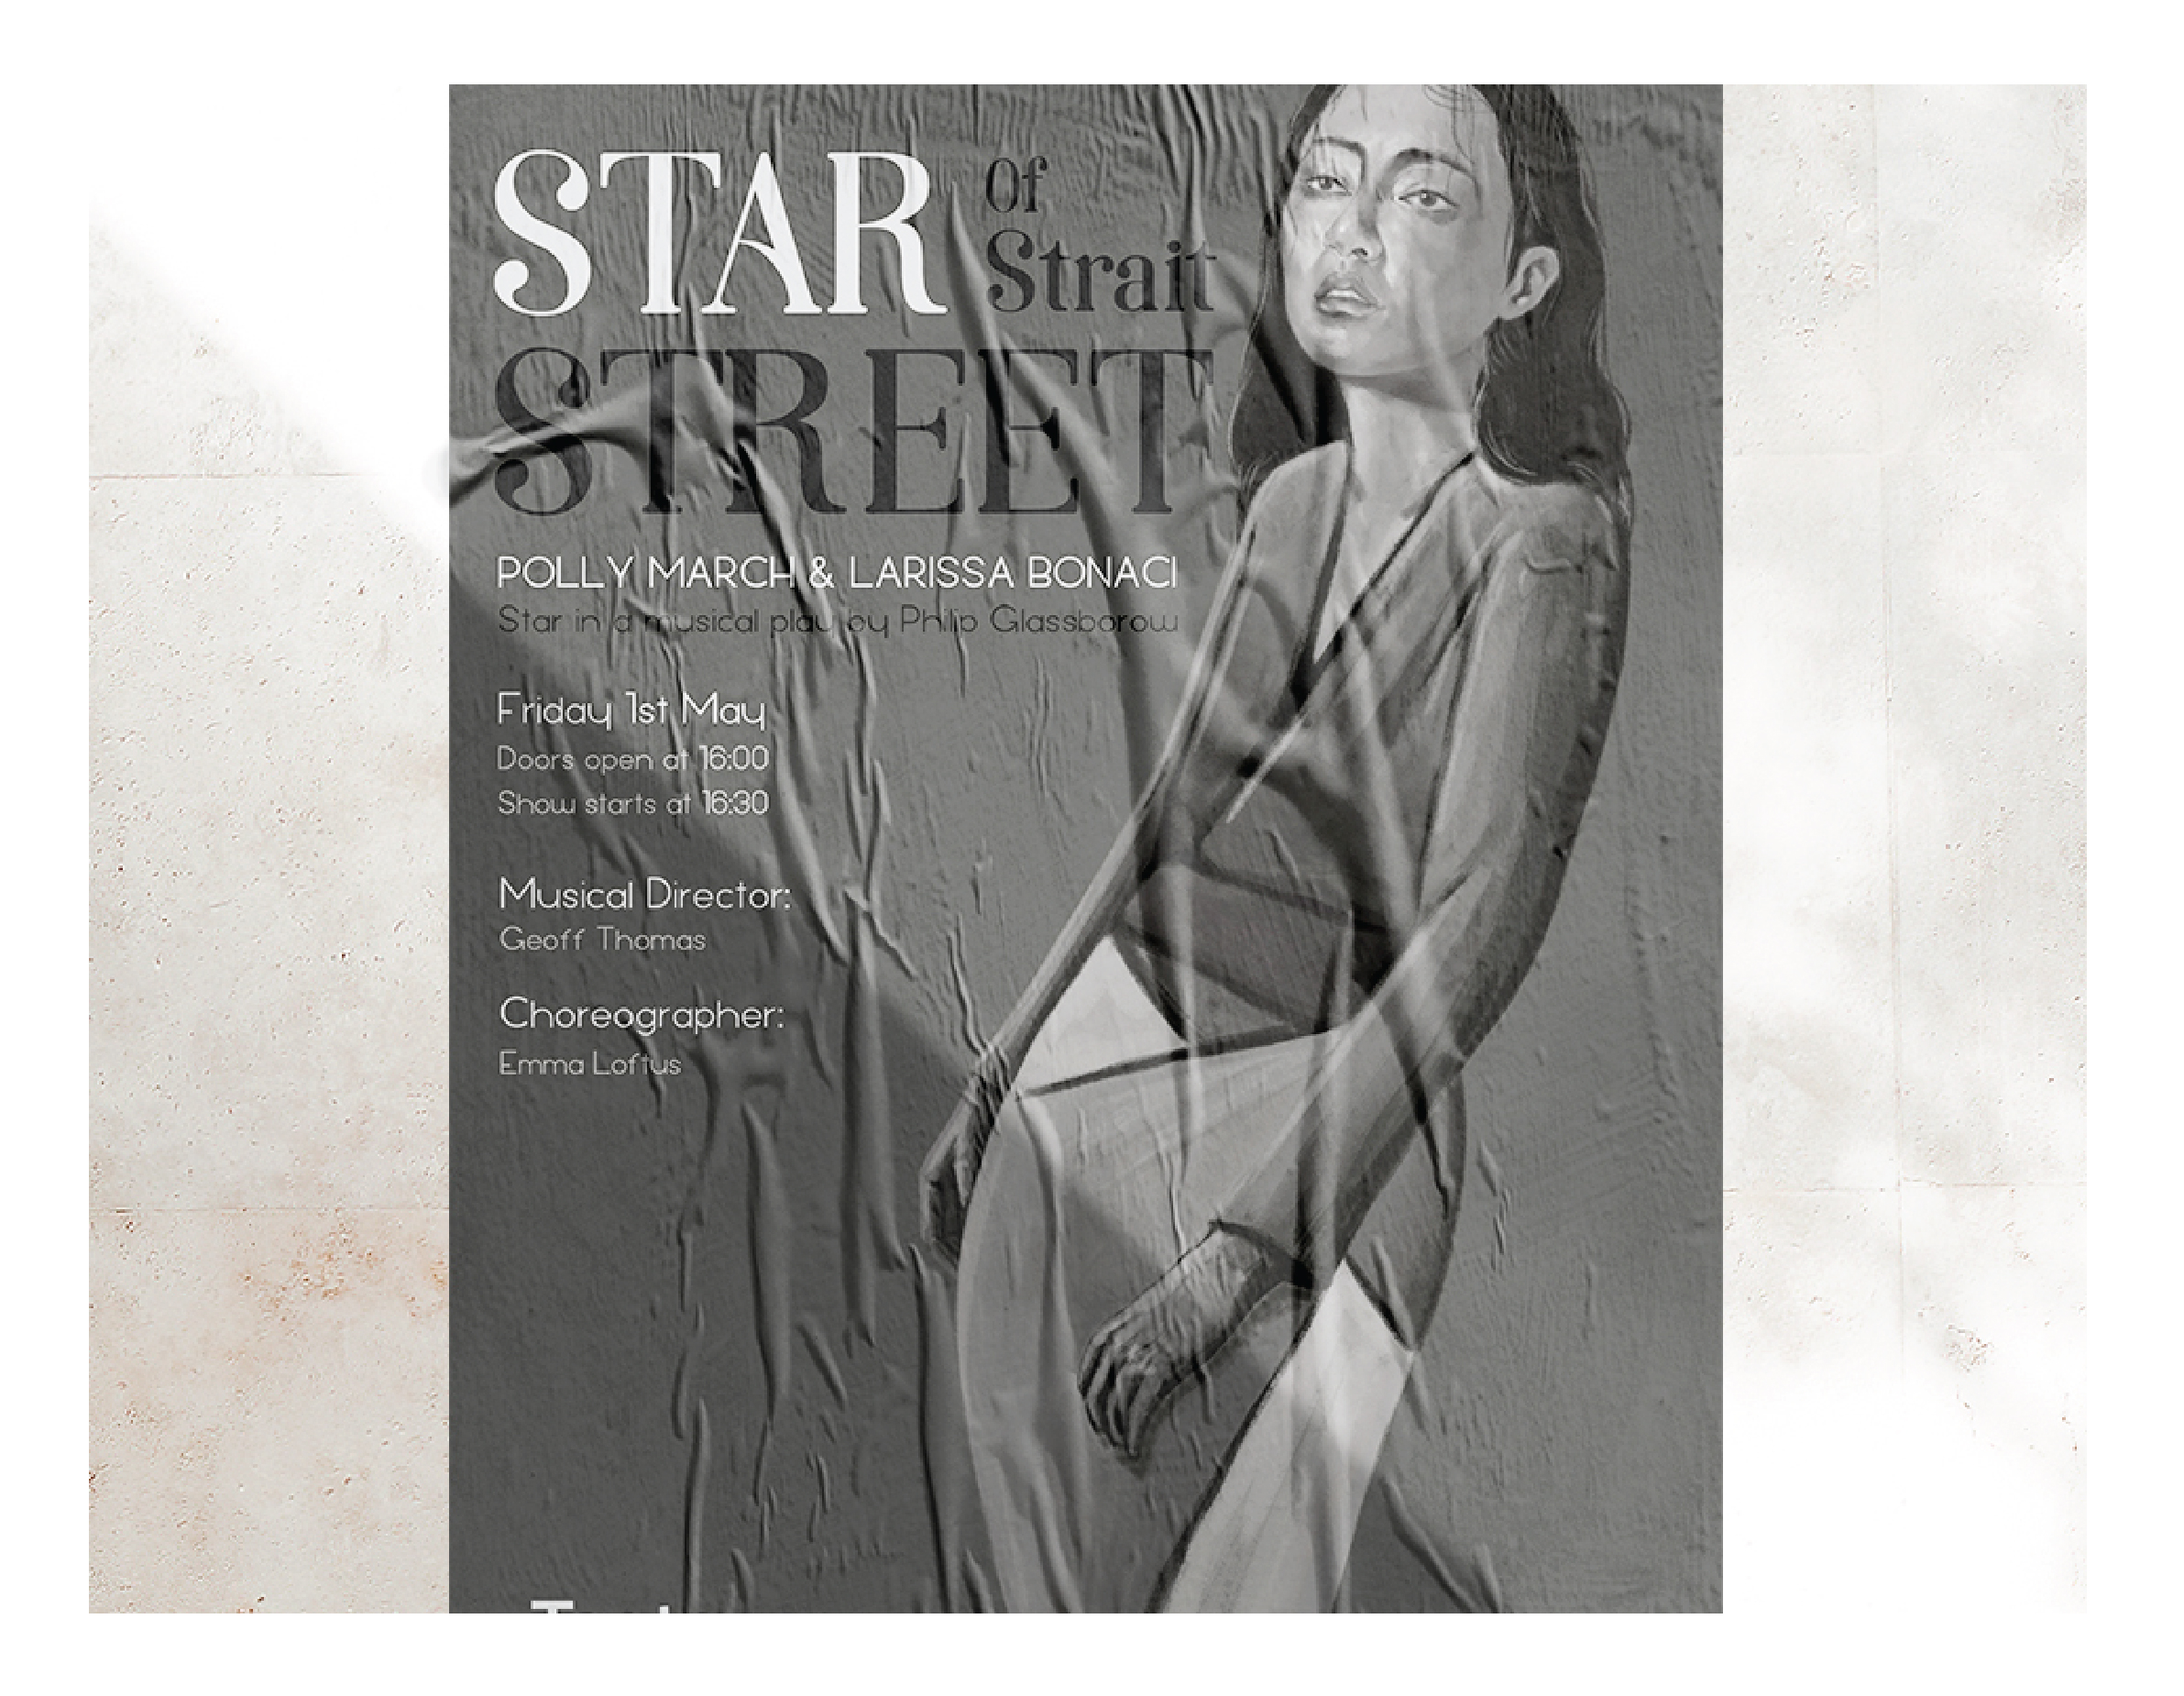 STAR Of
Strait
STREET
POLLY MARCH & LARISSA BONACI
Star in a musical play by Philip Glassborow
Friday 1st May
Doors open at 16:00
Show starts at 16:30
Musical Director:
Geoff Thomas
Choreographer:
Emma Loftus